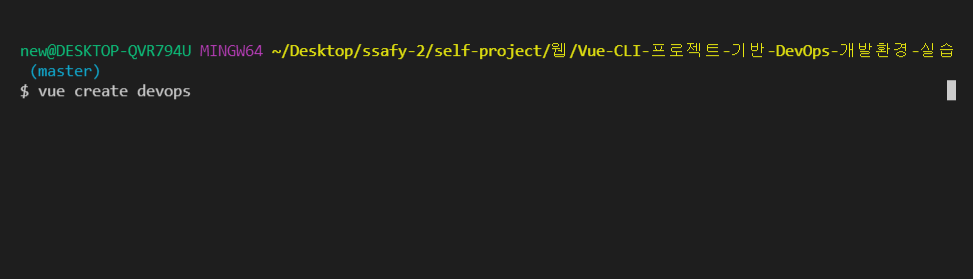 new@DESKTOP-QVR794U MINGW64 ~/Desktop/ssafy-2/self-project/웹/Vue-CLI-프로젝트-기반-DevOps-개발환경-실습
(master)
$ vue create devops